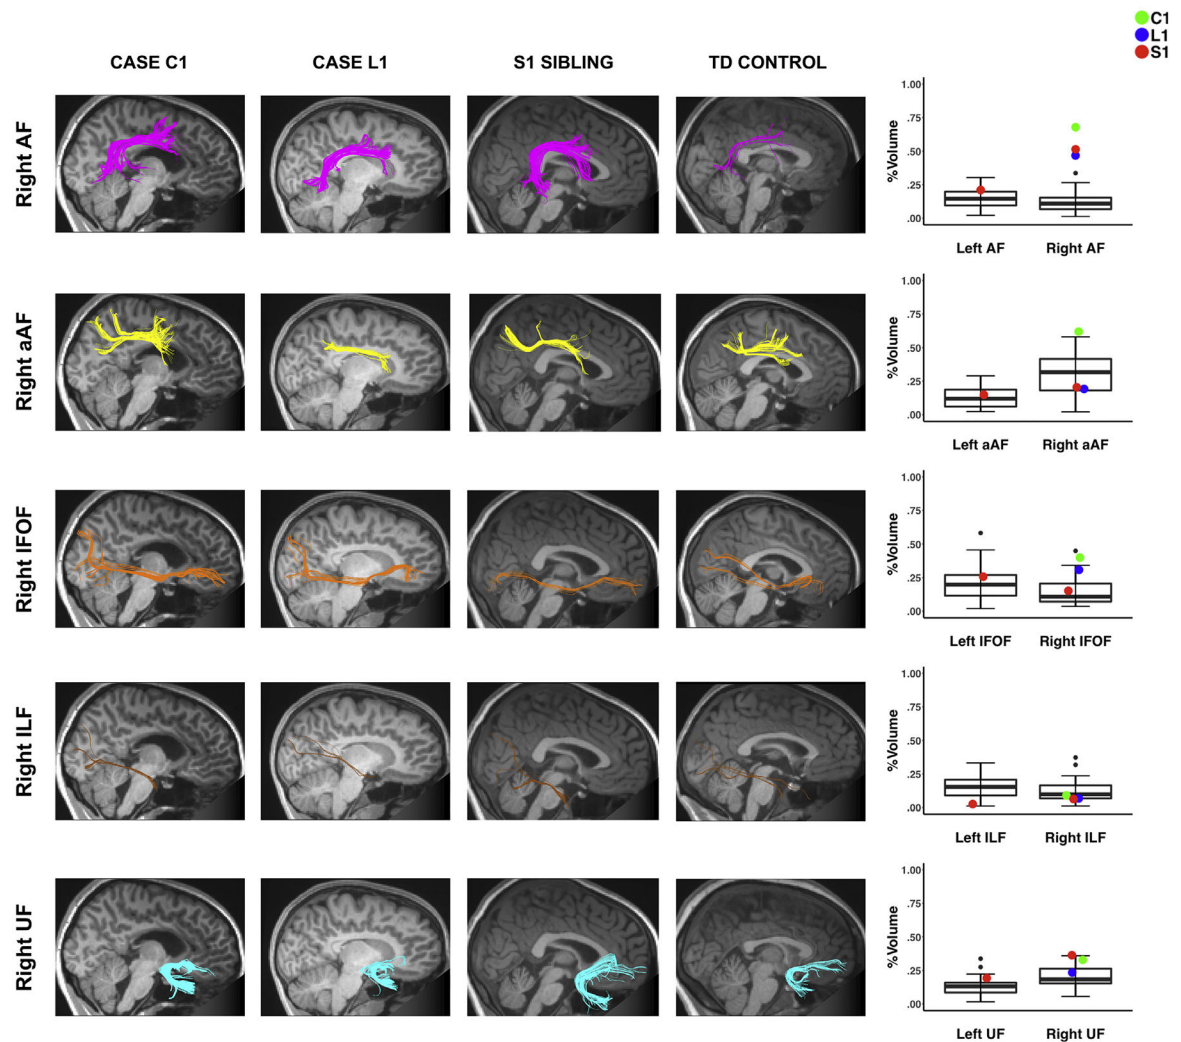 C1
L1
S1
CASE C1
CASE L1
S1 SIBLING
TD CONTROL
Right AF
%Volume
1.00
.75
.50
.25
.00
Left AF
Right AF
Right aAF
%Volume
1.00
.75
.50
.25
.00
Left aAF
Right aAF
Right IFOF
%Volume
1.00
.75
.50
.25
.00
Left IFOF
Right IFOF
Right ILF
%Volume
1.00
.75
.50
.25
.00
Left ILF
Right ILF
Right UF
%Volume
1.00
.75
.50
.25
.00
Left UF
Right UF